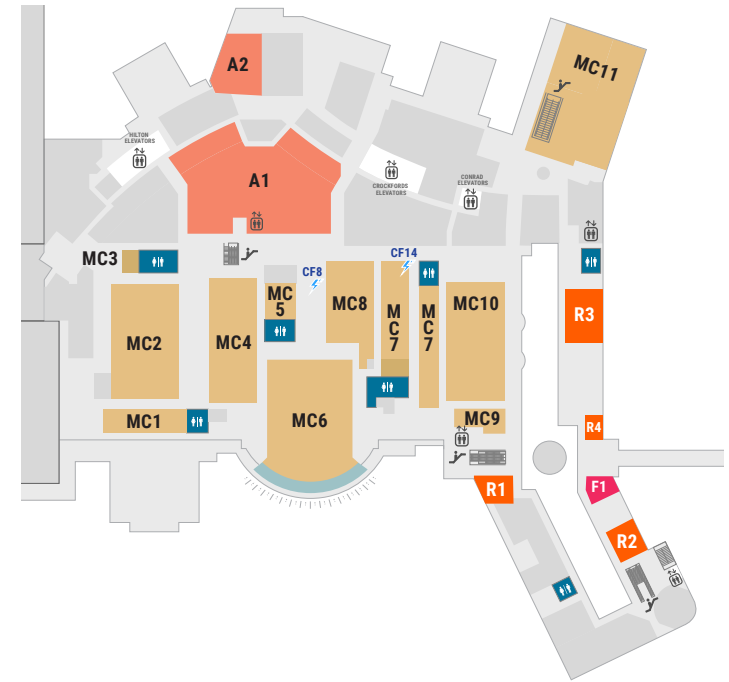 A2
MC11
HILTON
ELEVATORS
A1
CROCKFORDS
ELEVATORS
CONRAD
ELEVATORS
MC3
CF8
CF14
MC
5
MC8
M
C
7
M
C
7
MC10
R3
MC2
MC4
MC1
MC6
MC9
R4
R1
F1
R2